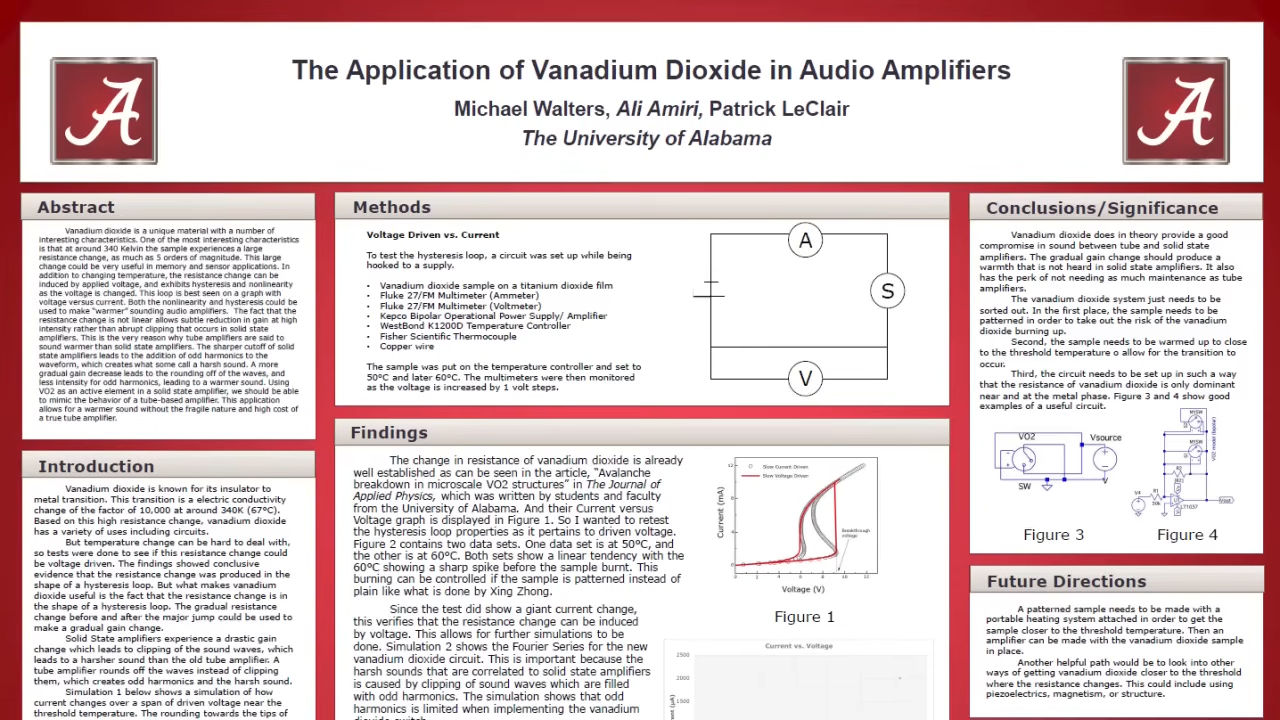 The Application of Vanadium Dioxide in Audio Amplifiers
Michael Walters, Ali Amiri, Patrick LeClair
The University of Alabama
A
A
Abstract
Vanadium dioxide is a unique material with a number of
interesting characteristics. One of the most interesting characteristics
is that at around 340 Kelvin the sample experiences a large
resistance change, as much as 5 orders of magnitude. This large
change could be very useful in memory and sensor applications. In
addition to changing temperature, the resistance change can be
induced by applied voltage, and exhibits hysteresis and nonlinearity
as the voltage is changed. This loop is best seen on a graph with
voltage versus current. Both the nonlinearity and hysteresis could be
used to make "warmer" sounding audio amplifiers. The fact that the
resistance change is not linear allows subtle reduction in gain at high
intensity rather than abrupt clipping that occurs in solid state
amplifiers. This is the very reason why tube amplifiers are said to
sound warmer than solid state amplifiers. The sharper cutoff of solid
state amplifiers leads to the addition of odd harmonics to the
waveform, which creates what some call a harsh sound. A more
gradual gain decrease leads to the rounding off of the waves, and
less intensity for odd harmonics, leading to a warmer sound. Using
VO2 as an active element in a solid state amplifier, we should be able
to mimic the behavior of a tube-based amplifier. This application
allows for a warmer sound without the fragile nature and high cost of
a true tube amplifier.
Introduction
Vanadium dioxide is known for its insulator to
metal transition. This transition is a electric conductivity
change of the factor of 10,000 at around 340K (67°C).
Based on this high resistance change, vanadium dioxide
has a variety of uses including circuits.
But temperature change can be hard to deal with,
so tests were done to see if this resistance change could
be voltage driven. The findings showed conclusive
evidence that the resistance change was produced in the
shape of a hysteresis loop. But what makes vanadium
dioxide useful is the fact that the resistance change is in
the shape of a hysteresis loop. The gradual resistance
change before and after the major jump could be used to
make a gradual gain change.
Solid State amplifiers experience a drastic gain
change which leads to clipping of the sound waves, which
leads to a harsher sound than the old tube amplifier. A
tube amplifier rounds off the waves instead of clipping
them, which creates odd harmonics and the harsh sound.
Simulation 1 below shows a simulation of how
current changes over a span of driven voltage near the
threshold temperature. The rounding towards the tips of
Methods
Voltage Driven vs. Current
To test the hysteresis loop, a circuit was set up while being
hooked to a supply.
• Vanadium dioxide sample on a titanium dioxide film
• Fluke 27/FM Multimeter (Ammeter)
• Fluke 27/FM Multimeter (Voltmeter)
• Kepco Bipolar Operational Power Supply/ Amplifier
• WestBond K1200D Temperature Controller
• Fisher Scientific Thermocouple
• Copper wire
The sample was put on the temperature controller and set to
50°C and later 60°C. The multimeters were then monitored
as the voltage is increased by 1 volt steps.
A
S
V
Findings
The change in resistance of vanadium dioxide is already
well established as can be seen in the article, "Avalanche
breakdown in microscale VO2 structures" in The Journal of
Applied Physics, which was written by students and faculty
from the University of Alabama. And their Current versus
Voltage graph is displayed in Figure 1. So I wanted to retest
the hysteresis loop properties as it pertains to driven voltage.
Figure 2 contains two data sets. One data set is at 50°C, and
the other is at 60°C. Both sets show a linear tendency with the
60°C showing a sharp spike before the sample burnt. This
burning can be controlled if the sample is patterned instead of
plain like what is done by Xing Zhong.
Since the test did show a giant current change,
this verifies that the resistance change can be induced
by voltage. This allows for further simulations to be
done. Simulation 2 shows the Fourier Series for the new
vanadium dioxide circuit. This is important because the
harsh sounds that are correlated to solid state amplifiers
is caused by clipping of sound waves which are filled
with odd harmonics. The simulation shows that odd
harmonics is limited when implementing the vanadium
dioxide switch.
Slow Current Driven
Slow Voltage Driven
Current (mA)
12
8
4
0
Breakthrough
voltage
0 2 4 6 8 10 12
Voltage (V)
Figure 1
Current vs. Voltage
2500
2000
1500
Conclusions/Significance
Vanadium dioxide does in theory provide a good
compromise in sound between tube and solid state
amplifiers. The gradual gain change should produce a
warmth that is not heard in solid state amplifiers. It also
has the perk of not needing as much maintenance as tube
amplifiers.
The vanadium dioxide system just needs to be
sorted out. In the first place, the sample needs to be
patterned in order to take out the risk of the vanadium
dioxide burning up.
Second, the sample needs to be warmed up to close
to the threshold temperature o allow for the transition to
occur.
Third, the circuit needs to be set up in such a way
that the resistance of vanadium dioxide is only dominant
near and at the metal phase. Figure 3 and 4 show good
examples of a useful circuit.
VO2
Vsource
SW
V
MYSW
MYSW
VO2 model (bipolar)
R2
R1
V4
LT1037
Vout
Figure 3
Figure 4
Future Directions
A patterned sample needs to be made with a
portable heating system attached in order to get the
sample closer to the threshold temperature. Then an
amplifier can be made with the vanadium dioxide sample
in place.
Another helpful path would be to look into other
ways of getting vanadium dioxide closer to the threshold
where the resistance changes. This could include using
piezoelectrics, magnetism, or structure.